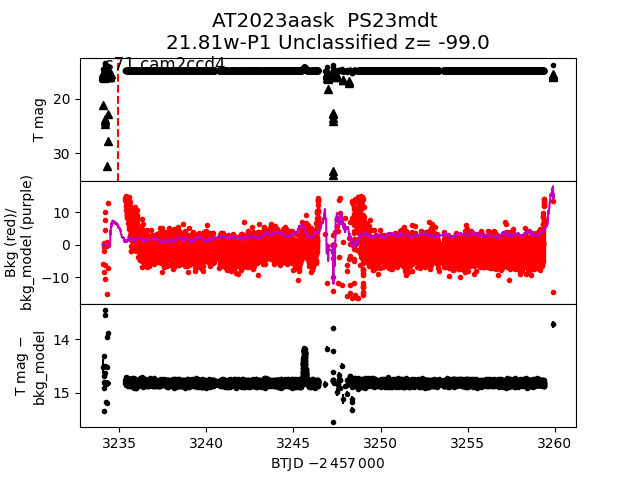 AT2023aask  PS23mdt
21.81w-P1 Unclassified z= -99.0
s71 cam2ccd4
T mag
20
30
Bkg (red)/
bkg_model (purple)
10
0
−10
T mag −
bkg_model
14
15
3235 3240 3245 3250 3255 3260
BTJD −2 457 000